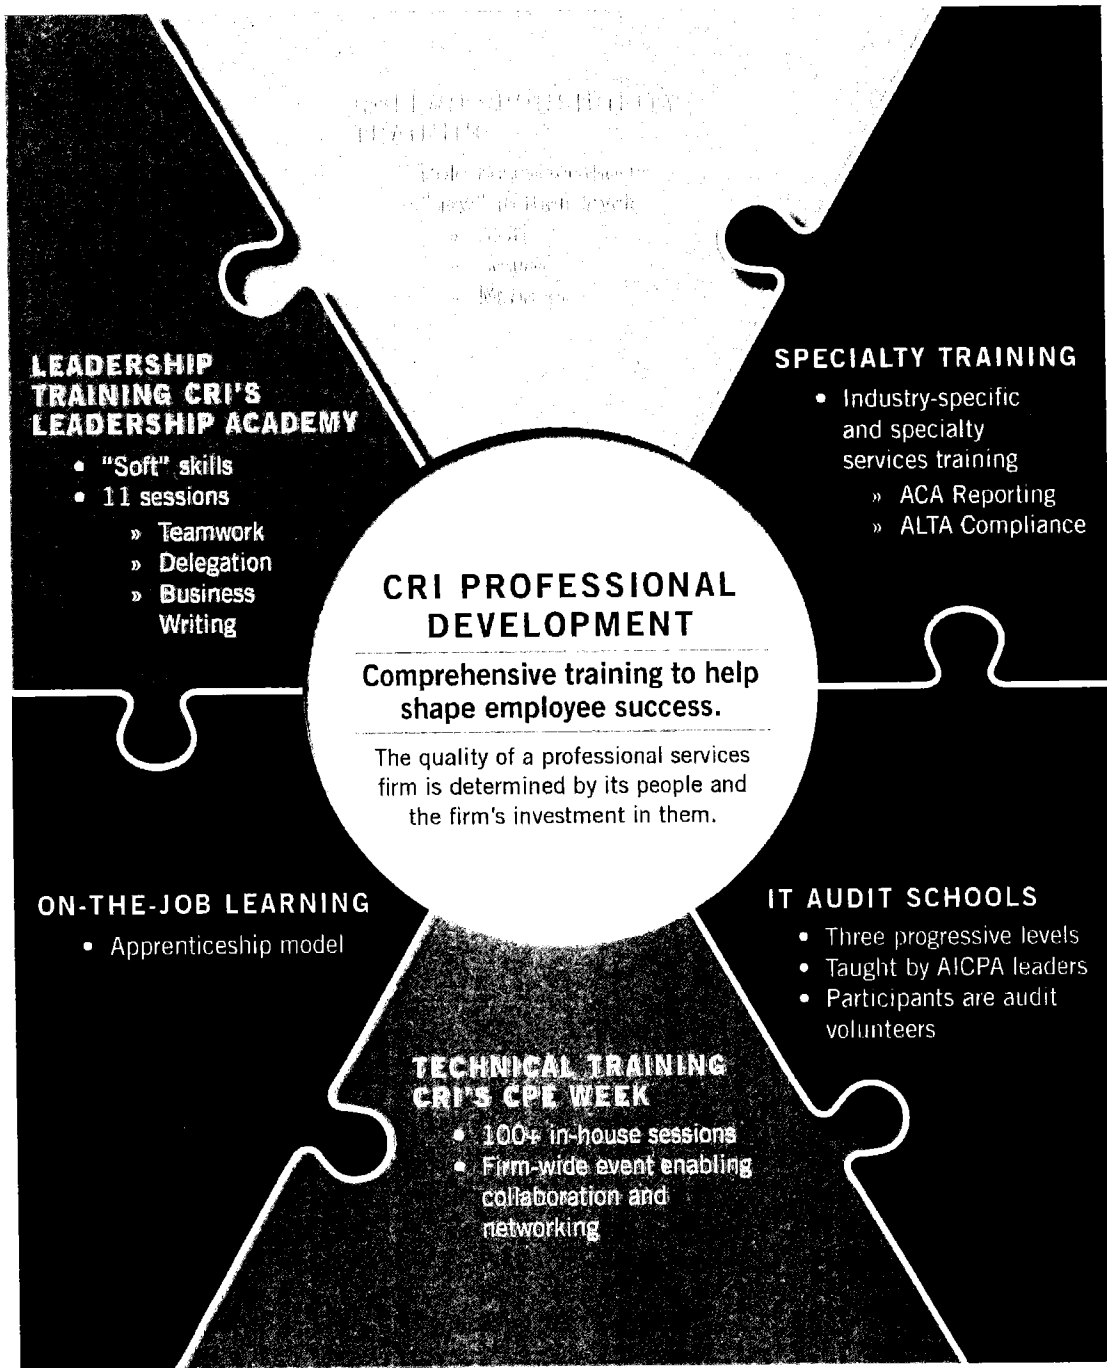 LEADERSHIP
TRAINING CRI'S
LEADERSHIP ACADEMY
• "Soft" skills
• 11 sessions
» Teamwork
» Delegation
» Business
Writing
SPECIALTY TRAINING
• Industry-specific
and specialty
services training
» ACA Reporting
» ALTA Compliance
CRI PROFESSIONAL
DEVELOPMENT
Comprehensive training to help
shape employee success.
The quality of a professional services
firm is determined by its people and
the firm's investment in them.
ON-THE-JOB LEARNING
• Apprenticeship model
IT AUDIT SCHOOLS
• Three progressive levels
• Taught by AICPA leaders
• Participants are audit
volunteers
TECHNICAL TRAINING
CRI'S CPE WEEK
• 100+ in-house sessions
• Firm-wide event enabling
collaboration and
networking